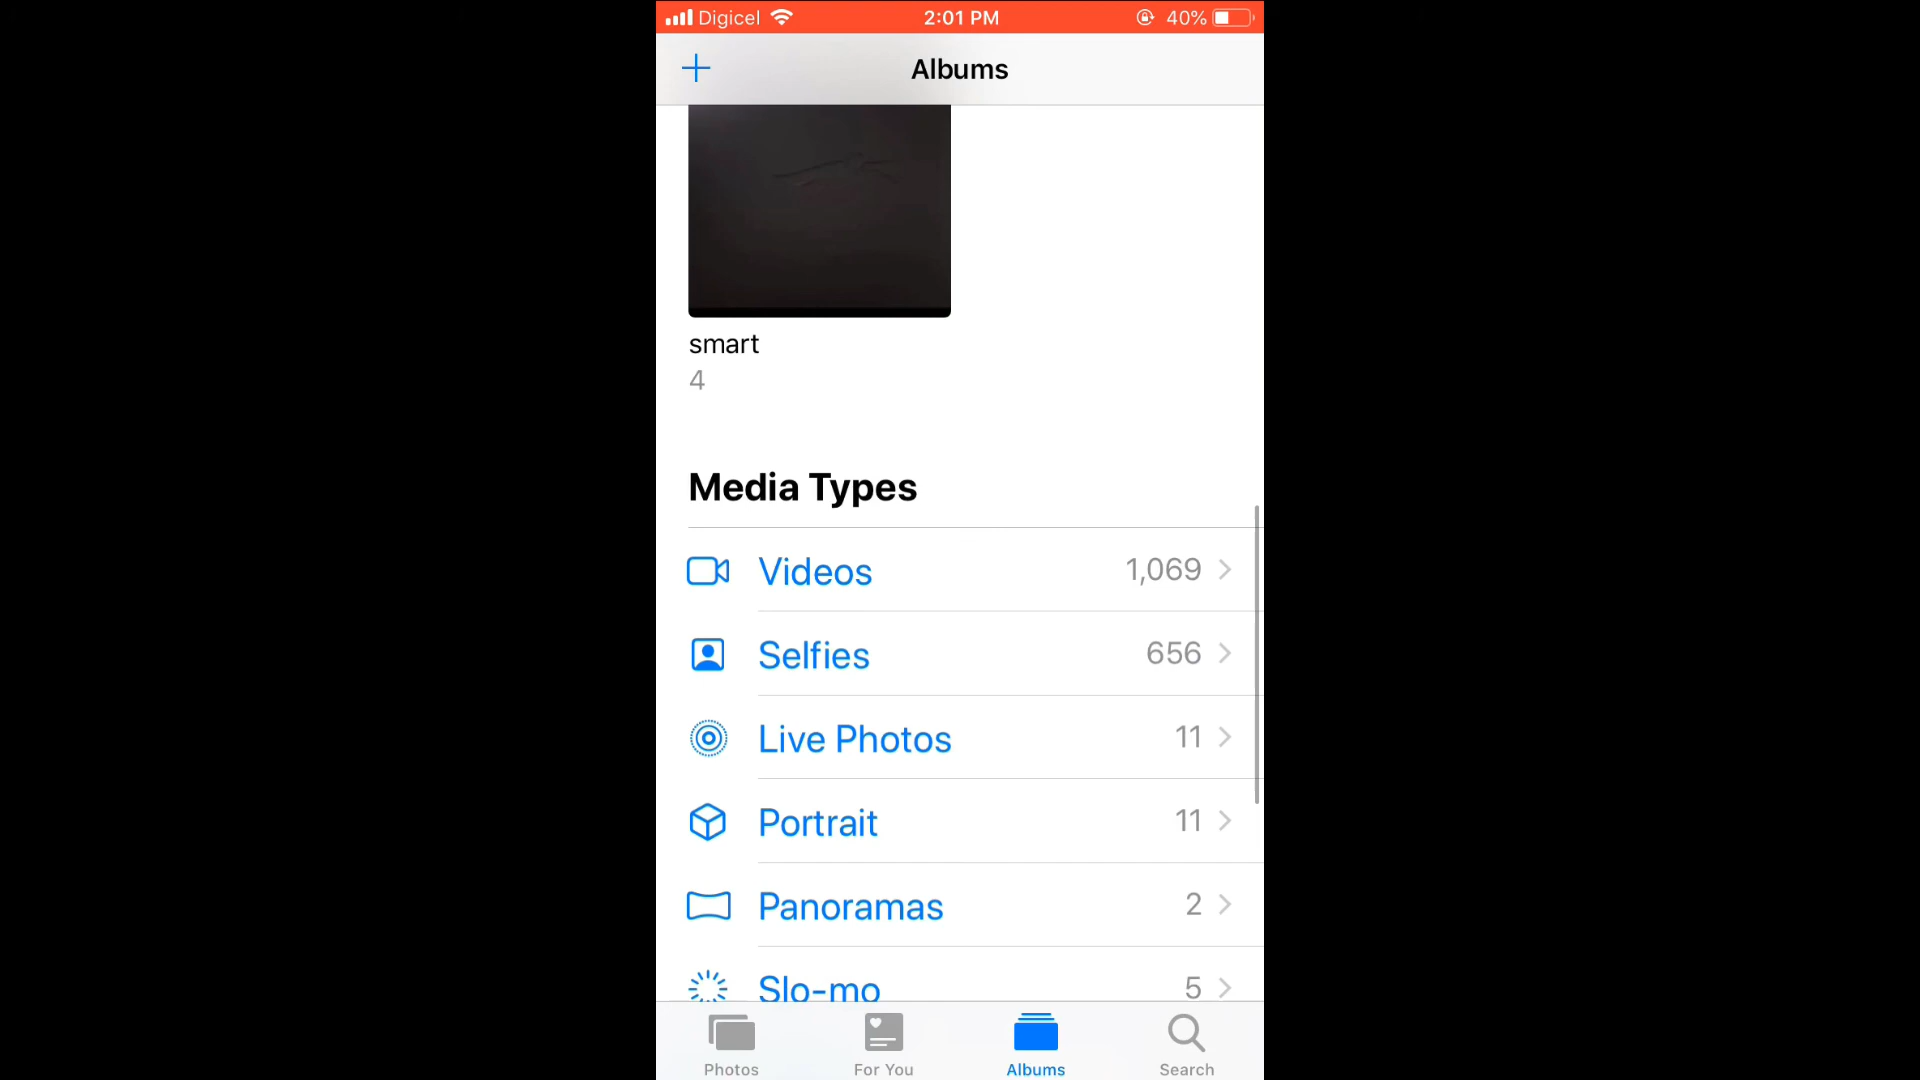 Digicel 2:01 PM 40%
Albums
smart
4
Media Types
Videos 1,069
Selfies 656
Live Photos 11
Portrait 11
Panoramas 2
Slo-mo 5
Photos For You Albums Search